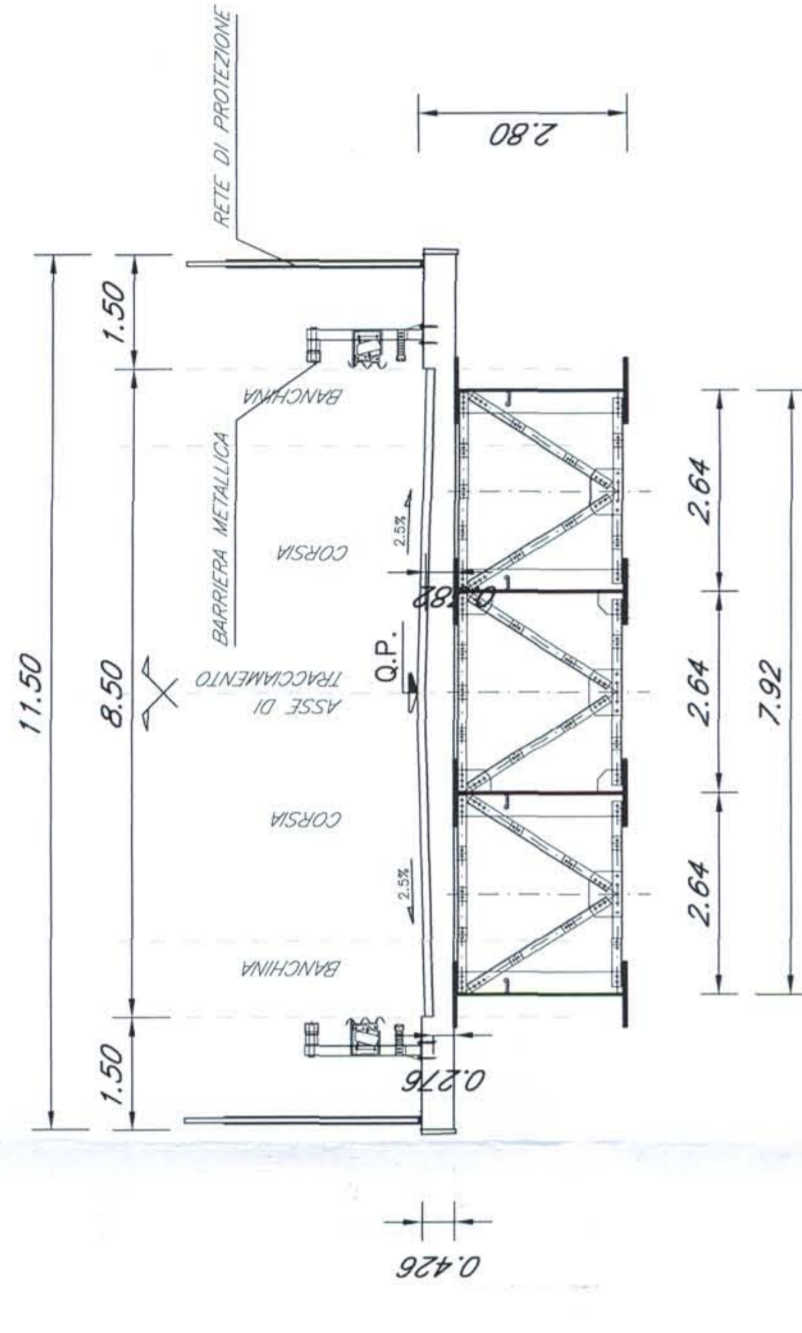 RETE DI PROTEZIONE
BARRIERA METALLICA
11.50
1.50
8.50
1.50
BANCHINA
CORSIA
ASSE DI
TRACCIAMENTO
CORSIA
BANCHINA
2.5%
2.5%
Q.P.
0.382
0.276
0.426
2.80
2.64
2.64
2.64
7.92